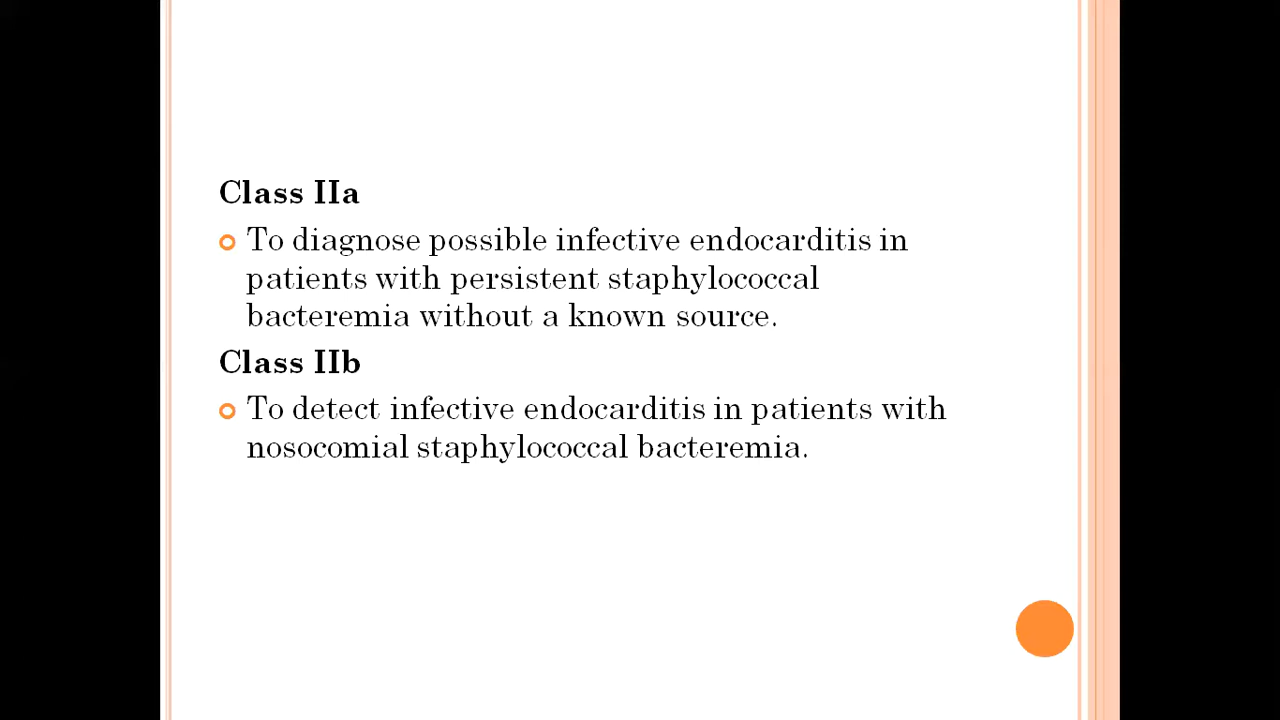 Class IIa
To diagnose possible infective endocarditis in
patients with persistent staphylococcal
bacteremia without a known source.
Class IIb
To detect infective endocarditis in patients with
nosocomial staphylococcal bacteremia.